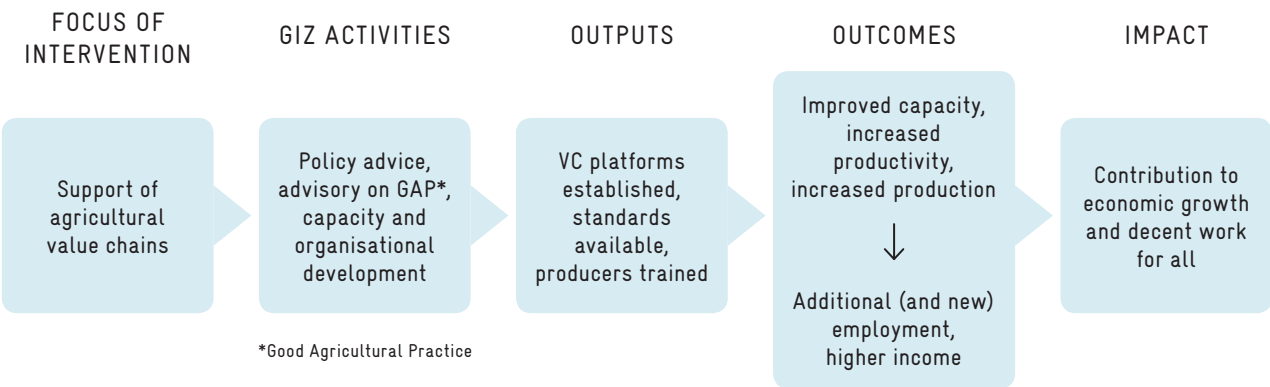 FOCUS OF
INTERVENTION
GIZ ACTIVITIES
OUTPUTS
OUTCOMES
IMPACT
Support of
agricultural
value chains
Policy advice,
advisory on GAP*,
capacity and
organisational
development
VC platforms
established,
standards
available,
producers trained
Improved capacity,
increased
productivity,
increased production
Additional (and new)
employment,
higher income
Contribution to
economic growth
and decent work
for all
*Good Agricultural Practice